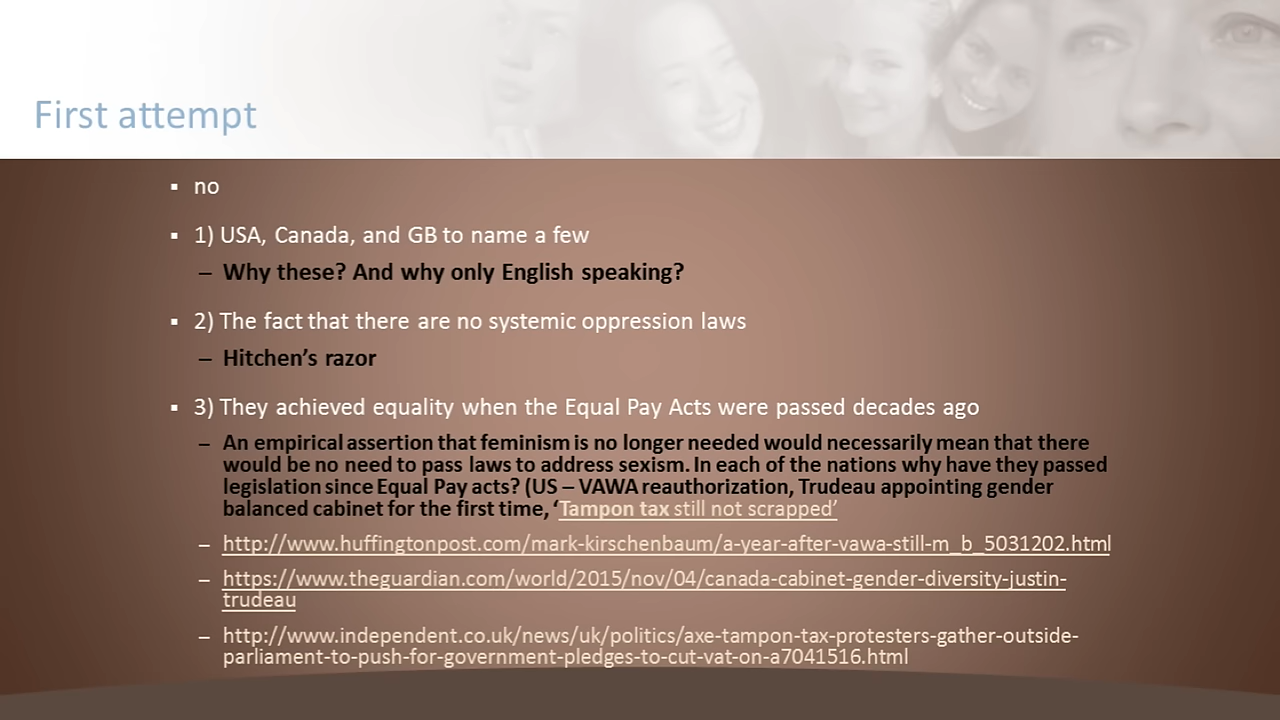 First attempt
▪ no
▪ 1) USA, Canada, and GB to name a few
– Why these? And why only English speaking?
▪ 2) The fact that there are no systemic oppression laws
– Hitchen’s razor
▪ 3) They achieved equality when the Equal Pay Acts were passed decades ago
– An empirical assertion that feminism is no longer needed would necessarily mean that there
would be no need to pass laws to address sexism. In each of the nations why have they passed
legislation since Equal Pay acts? (US – VAWA reauthorization, Trudeau appointing gender
balanced cabinet for the first time, ‘Tampon tax still not scrapped’
– http://www.huffingtonpost.com/mark-kirschenbaum/a-year-after-vawa-still-m_b_5031202.html
– https://www.theguardian.com/world/2015/nov/04/canada-cabinet-gender-diversity-justin-
trudeau
– http://www.independent.co.uk/news/uk/politics/axe-tampon-tax-protesters-gather-outside-
parliament-to-push-for-government-pledges-to-cut-vat-on-a7041516.html